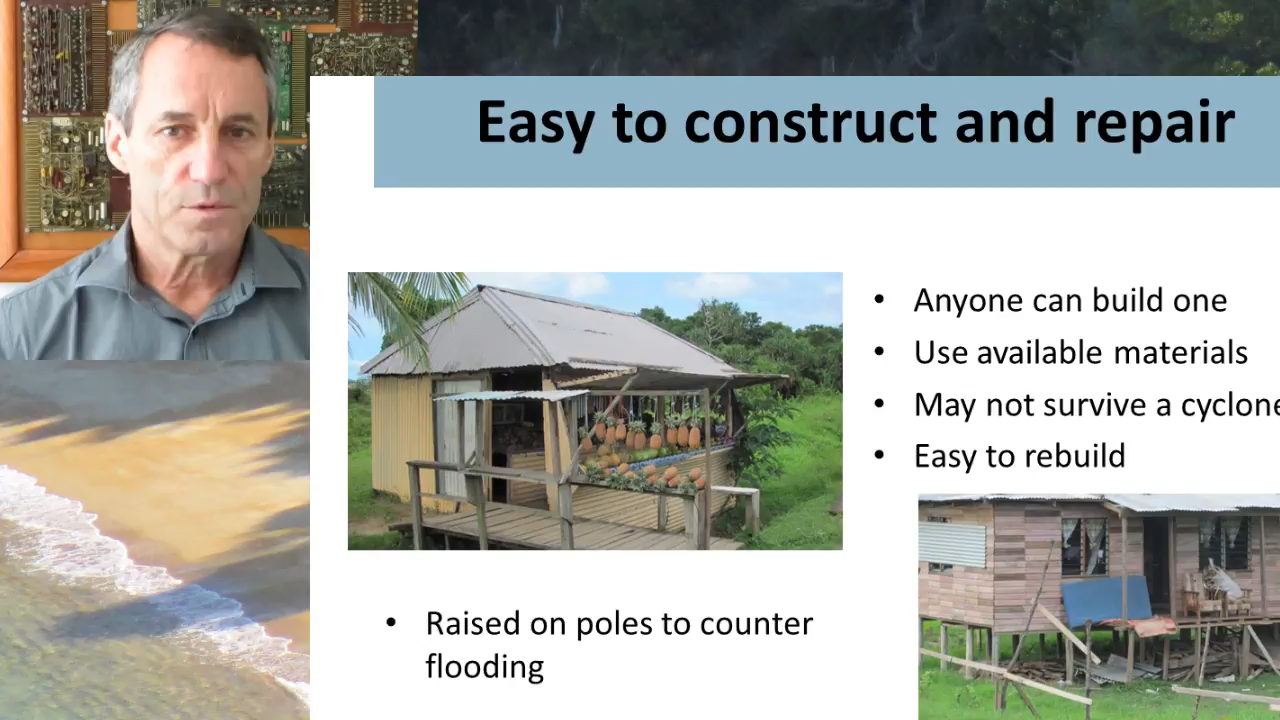 Easy to construct and repair
• Anyone can build one
• Use available materials
• May not survive a cyclone
• Easy to rebuild
• Raised on poles to counter
flooding